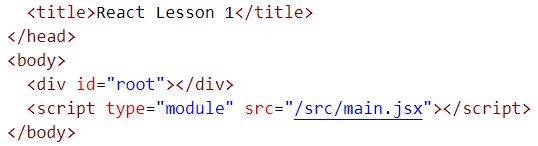 <title>React Lesson 1</title>
</head>
<body>
<div id="root"></div>
<script type="module" src="/src/main.jsx"></script>
</body>